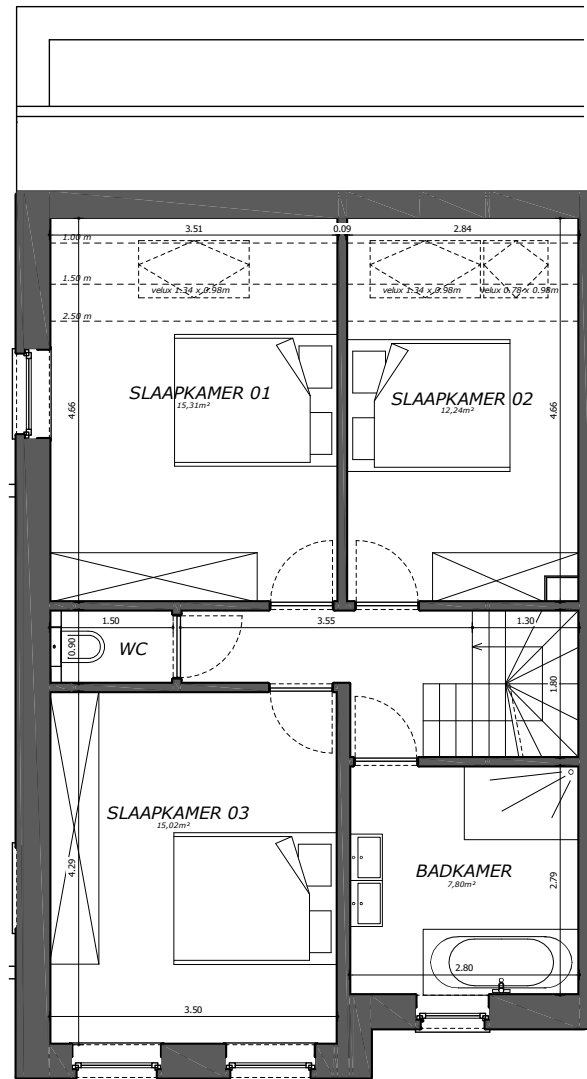 3.51
0.09
2.84
1.00 m
1.50 m
velux 1.34 x 0.98m
velux 1.34 x 0.98m
velux 0.78 x 0.98m
2.50 m
SLAAPKAMER 01
15,31m²
SLAAPKAMER 02
12,24m²
4.66
4.66
1.50
3.55
1.30
0.90
WC
1.80
SLAAPKAMER 03
15,02m²
BADKAMER
7,80m²
4.29
2.79
2.80
3.50